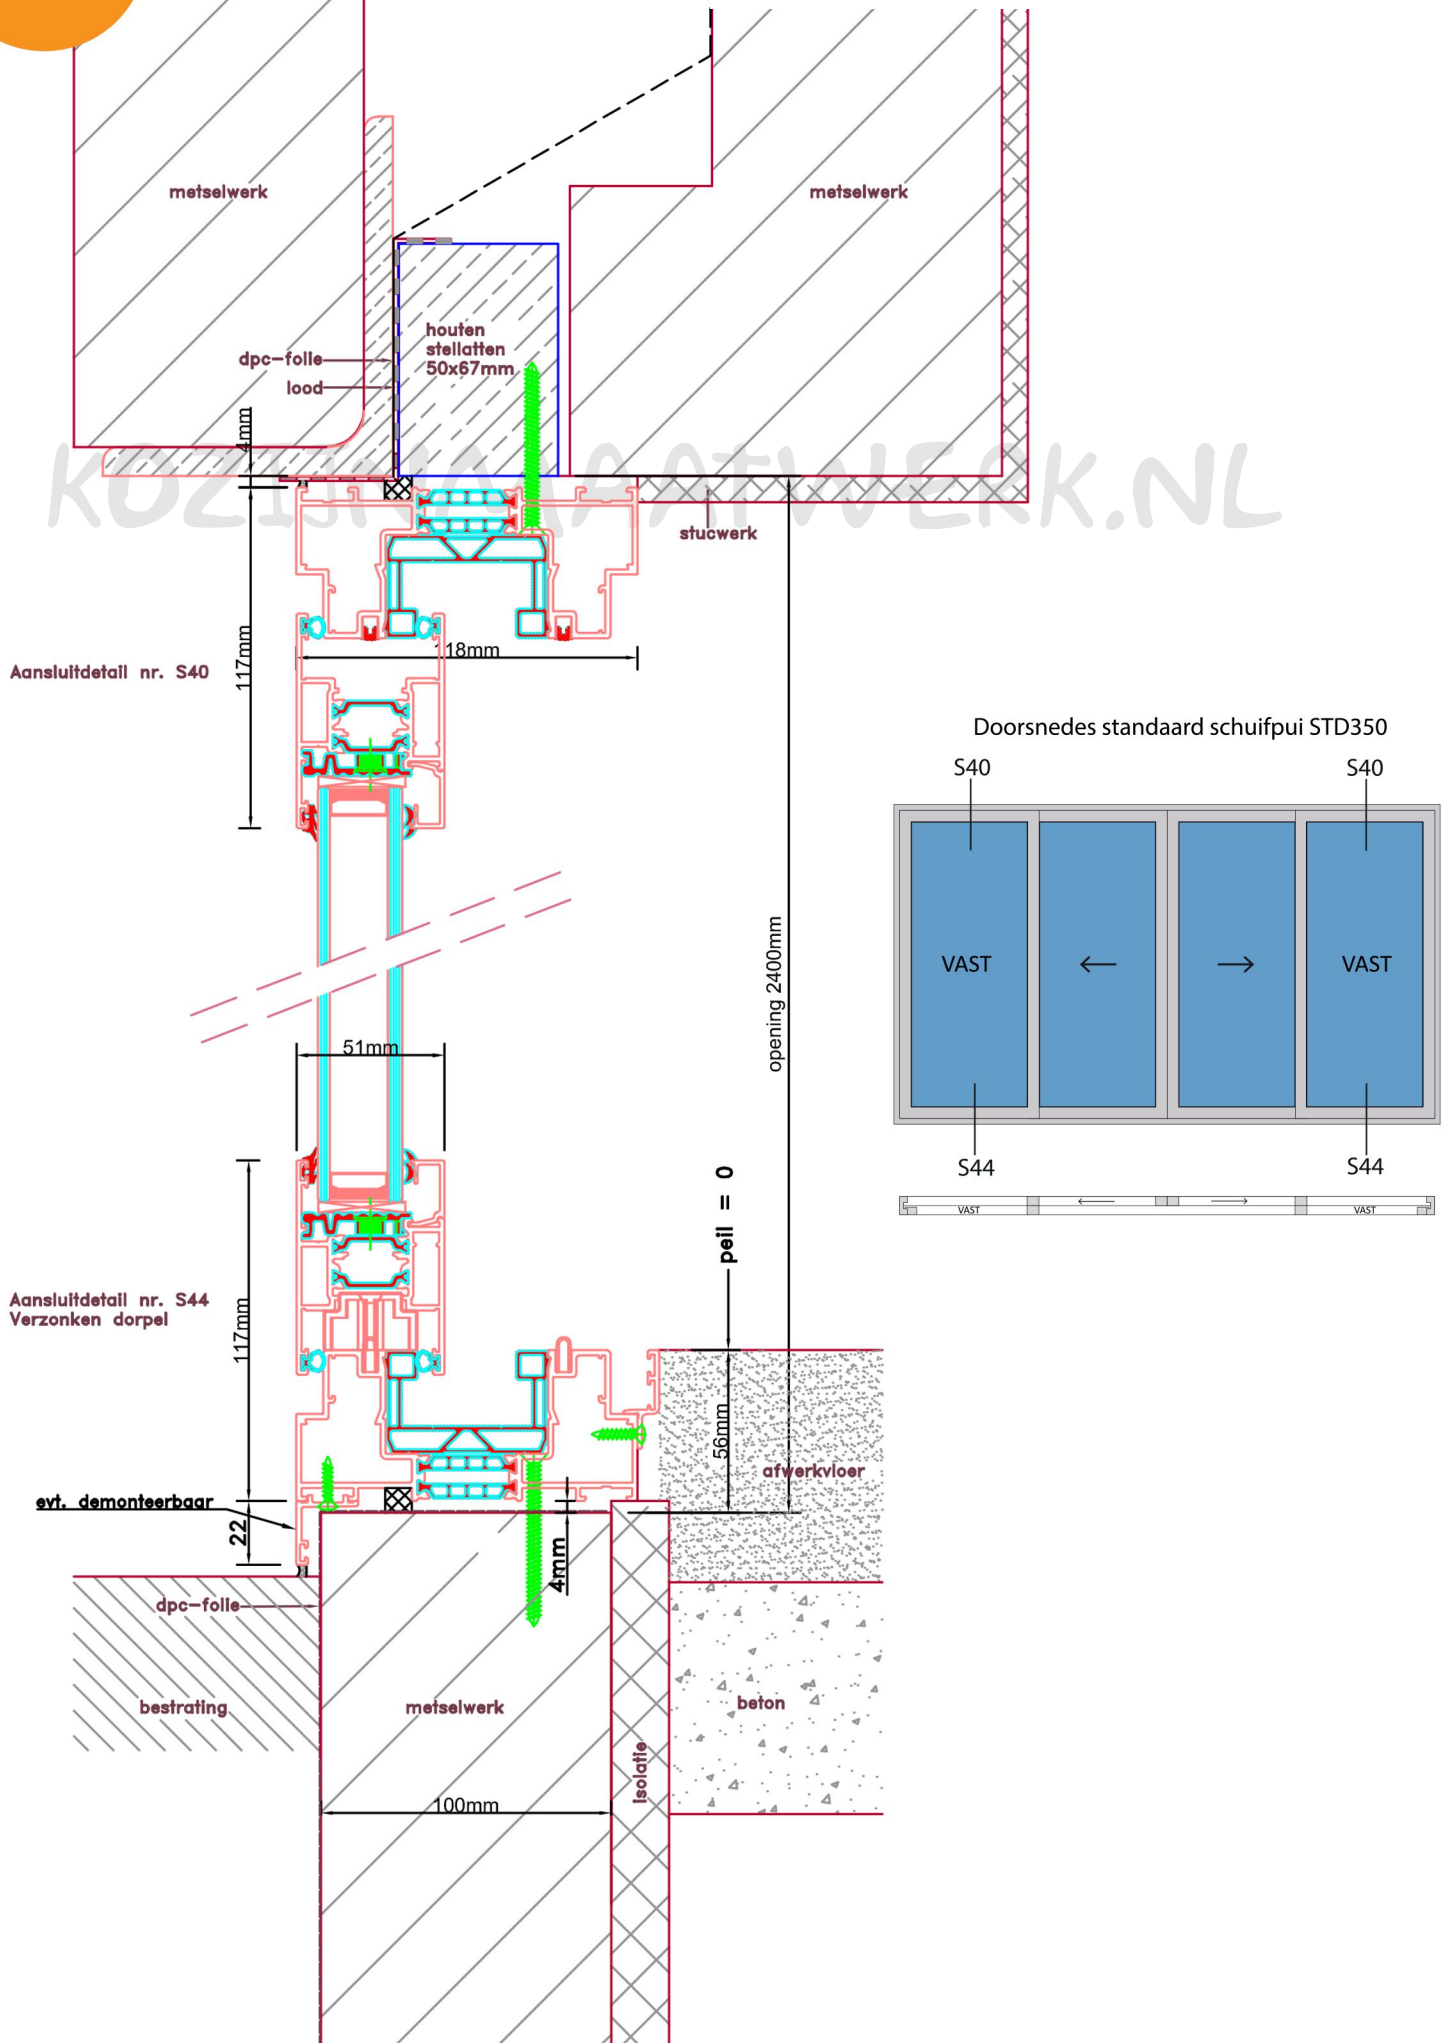 metselwerk
metselwerk
houten
stellatten
50x67mm
dpc-folie
lood
4mm
KOZIJNMAATWERK.NL
stucwerk
117mm
118mm
Aansluitdetail nr. S40
Doorsnedes standaard schuifpui STD350
S40
S40
VAST
VAST
opening 2400mm
51mm
S44
S44
VAST
VAST
peil = 0
Aansluitdetail nr. S44
Verzonken dorpel
117mm
56mm
afwerkvloer
evt. demonteerbaar
22
4mm
dpc-folie
bestrating
metselwerk
beton
isolatie
100mm